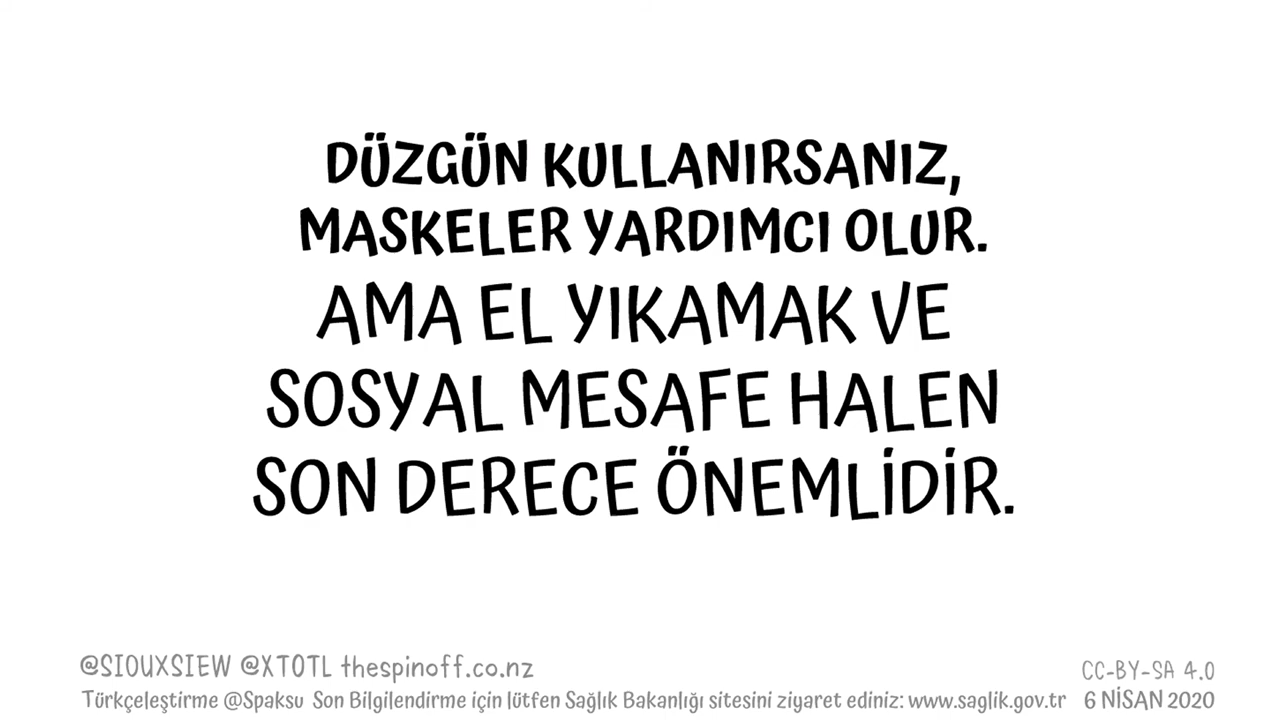 DÜZGÜN KULLANIRSANIZ,
MASKELER YARDIMCI OLUR.
AMA EL YIKAMAK VE
SOSYAL MESAFE HALEN
SON DERECE ÖNEMLİDİR.
@SIOUXSIEW @XTOTL thespinoff.co.nz
CC-BY-SA 4.0
Türkçeleştirme @Spaksu Son Bilgilendirme için lütfen Sağlık Bakanlığı sitesini ziyaret ediniz: www.saglik.gov.tr
6 NİSAN 2020